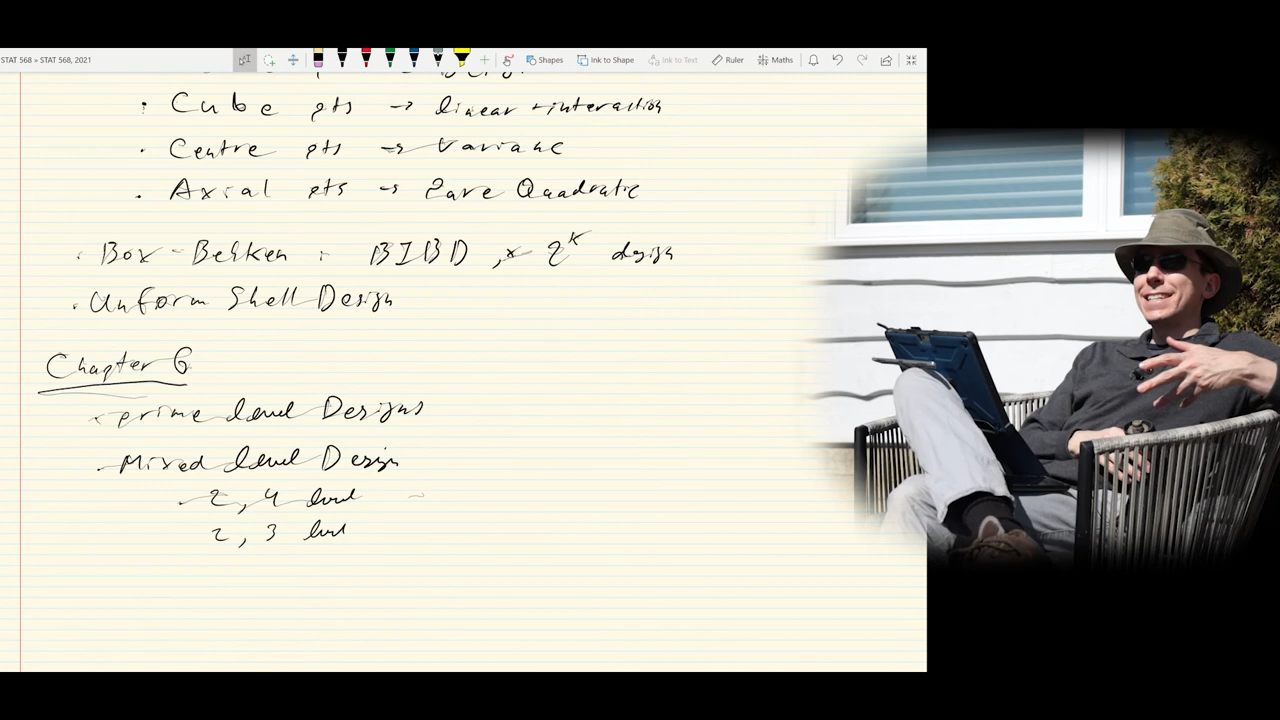 STAT 568 » STAT 568, 2021
Shapes Ink to Shape Ink to Text Ruler Maths
· Cube pts → linear + interaction
· Centre pts → Variance
· Axial pts → Pure Quadratic
· Box-Behken : BIBD, 2^k design
· Uniform Shell Design
Chapter 6
· prime level Designs
· Mixed level Design
- 2, 4 level
2, 3 level